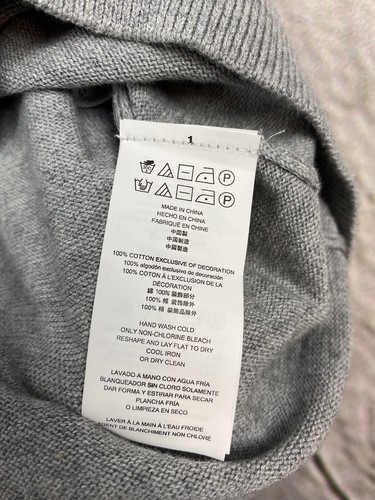 1
MADE IN CHINA
HECHO EN CHINA
FABRIQUÉ EN CHINE
中国製
中国制造
中國製造
100% COTTON EXCLUSIVE OF DECORATION
100% algodón exclusivo de decoración
100% COTON À L'EXCLUSION DE LA
DÉCORATION
綿 100% 装飾部分
100% 棉 装饰除外
100% 棉 裝飾品除外
HAND WASH COLD
ONLY NON-CHLORINE BLEACH
RESHAPE AND LAY FLAT TO DRY
COOL IRON
OR DRY CLEAN
LAVADO A MANO CON AGUA FRÍA
BLANQUEADOR SIN CLORO SOLAMENTE
DAR FORMA Y ESTIRAR PARA SECAR
PLANCHA FRÍA
O LIMPIEZA EN SECO
LAVER À LA MAIN À L'EAU FROIDE
AGENT DE BLANCHIMENT NON CHLORÉ